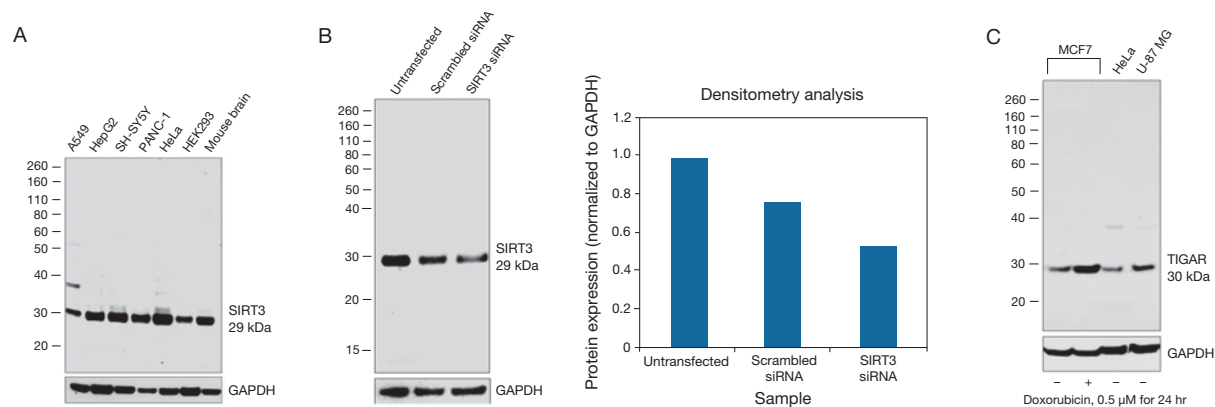 A
A549
HepG2
SH-SY5Y
PANC-1
HeLa
HEK293
Mouse brain
260
160
110
80
60
50
40
30
20
SIRT3
29 kDa
GAPDH
B
Untransfected
Scrambled siRNA
SIRT3 siRNA
260
160
110
80
60
50
40
30
20
15
SIRT3
29 kDa
GAPDH
Densitometry analysis
Protein expression (normalized to GAPDH)
1.2
1.0
0.8
0.6
0.4
0.2
0
Untransfected
Scrambled
siRNA
SIRT3
siRNA
Sample
C
MCF7
HeLa
U-87 MG
260
160
110
80
60
50
40
30
20
TIGAR
30 kDa
GAPDH
– + – –
Doxorubicin, 0.5 μM for 24 hr